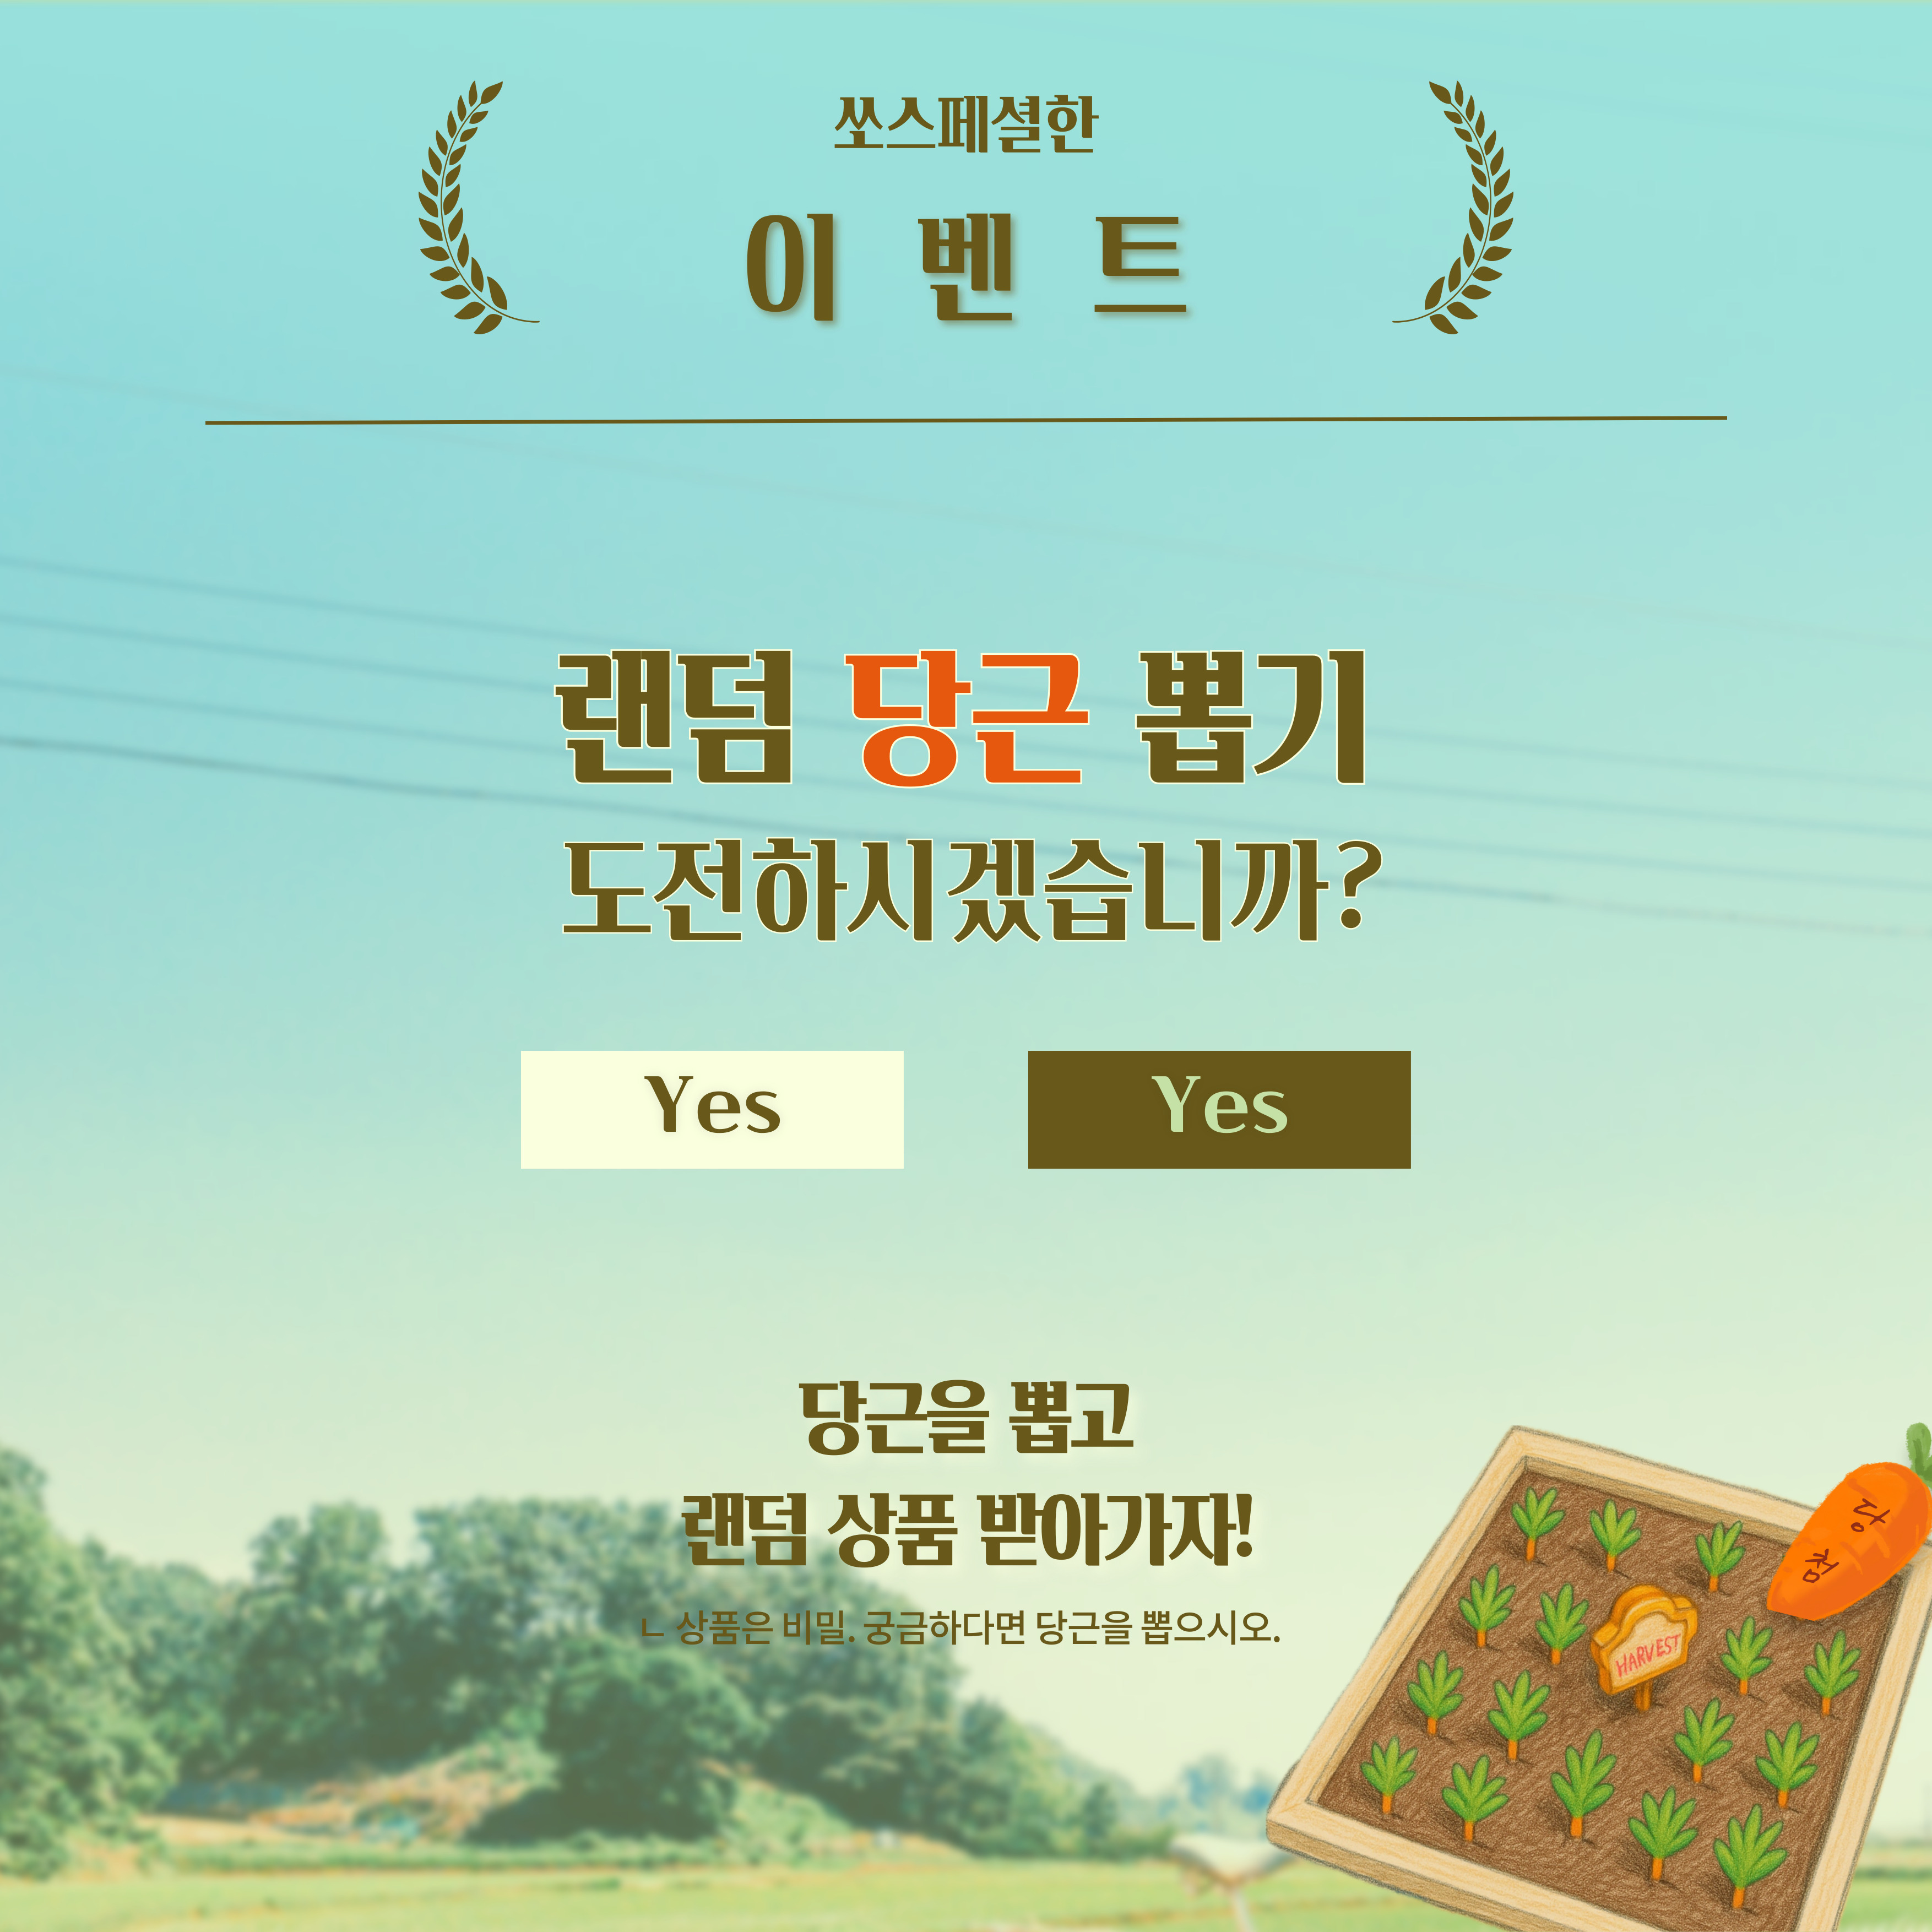 쏘스페셜한
이 벤 트
랜덤 당근 뽑기
도전하시겠습니까?
Yes
Yes
당근을 뽑고
랜덤 상품 받아가자!
ㄴ 상품은 비밀. 궁금하다면 당근을 뽑으시오.
당
첨
HARVEST